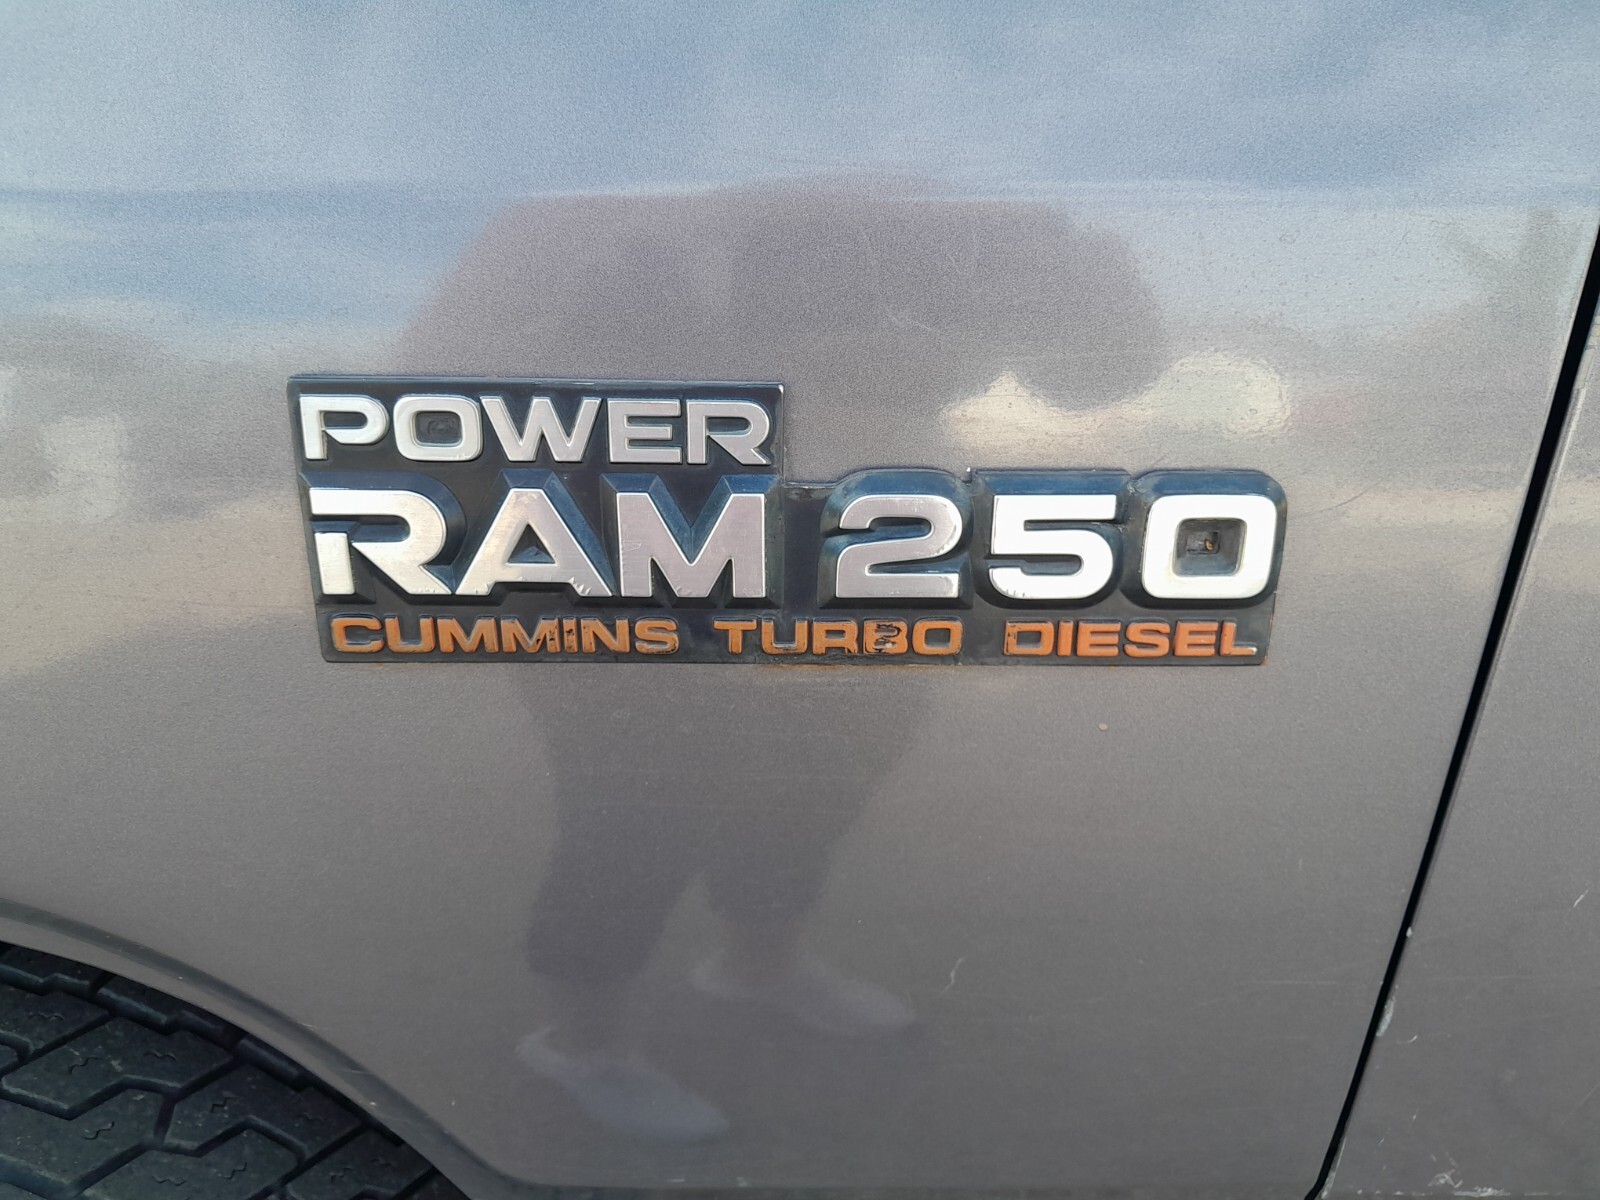 POWER
RAM 250
CUMMINS TURBO DIESEL